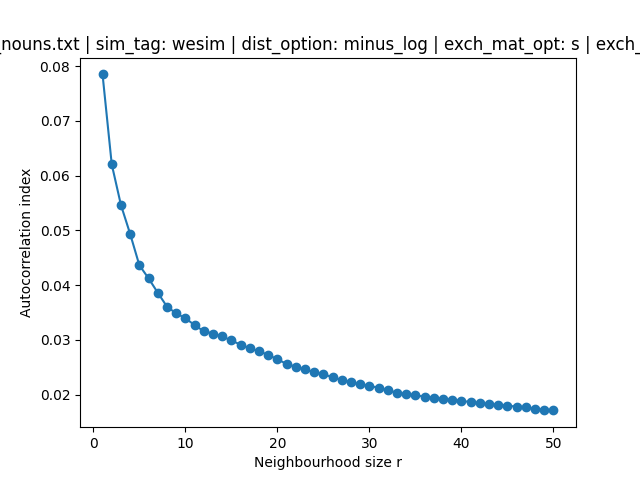 _nouns.txt | sim_tag: wesim | dist_option: minus_log | exch_mat_opt: s | exch_
0.08
0.07
0.06
0.05
0.04
0.03
0.02
Autocorrelation index
0 10 20 30 40 50
Neighbourhood size r